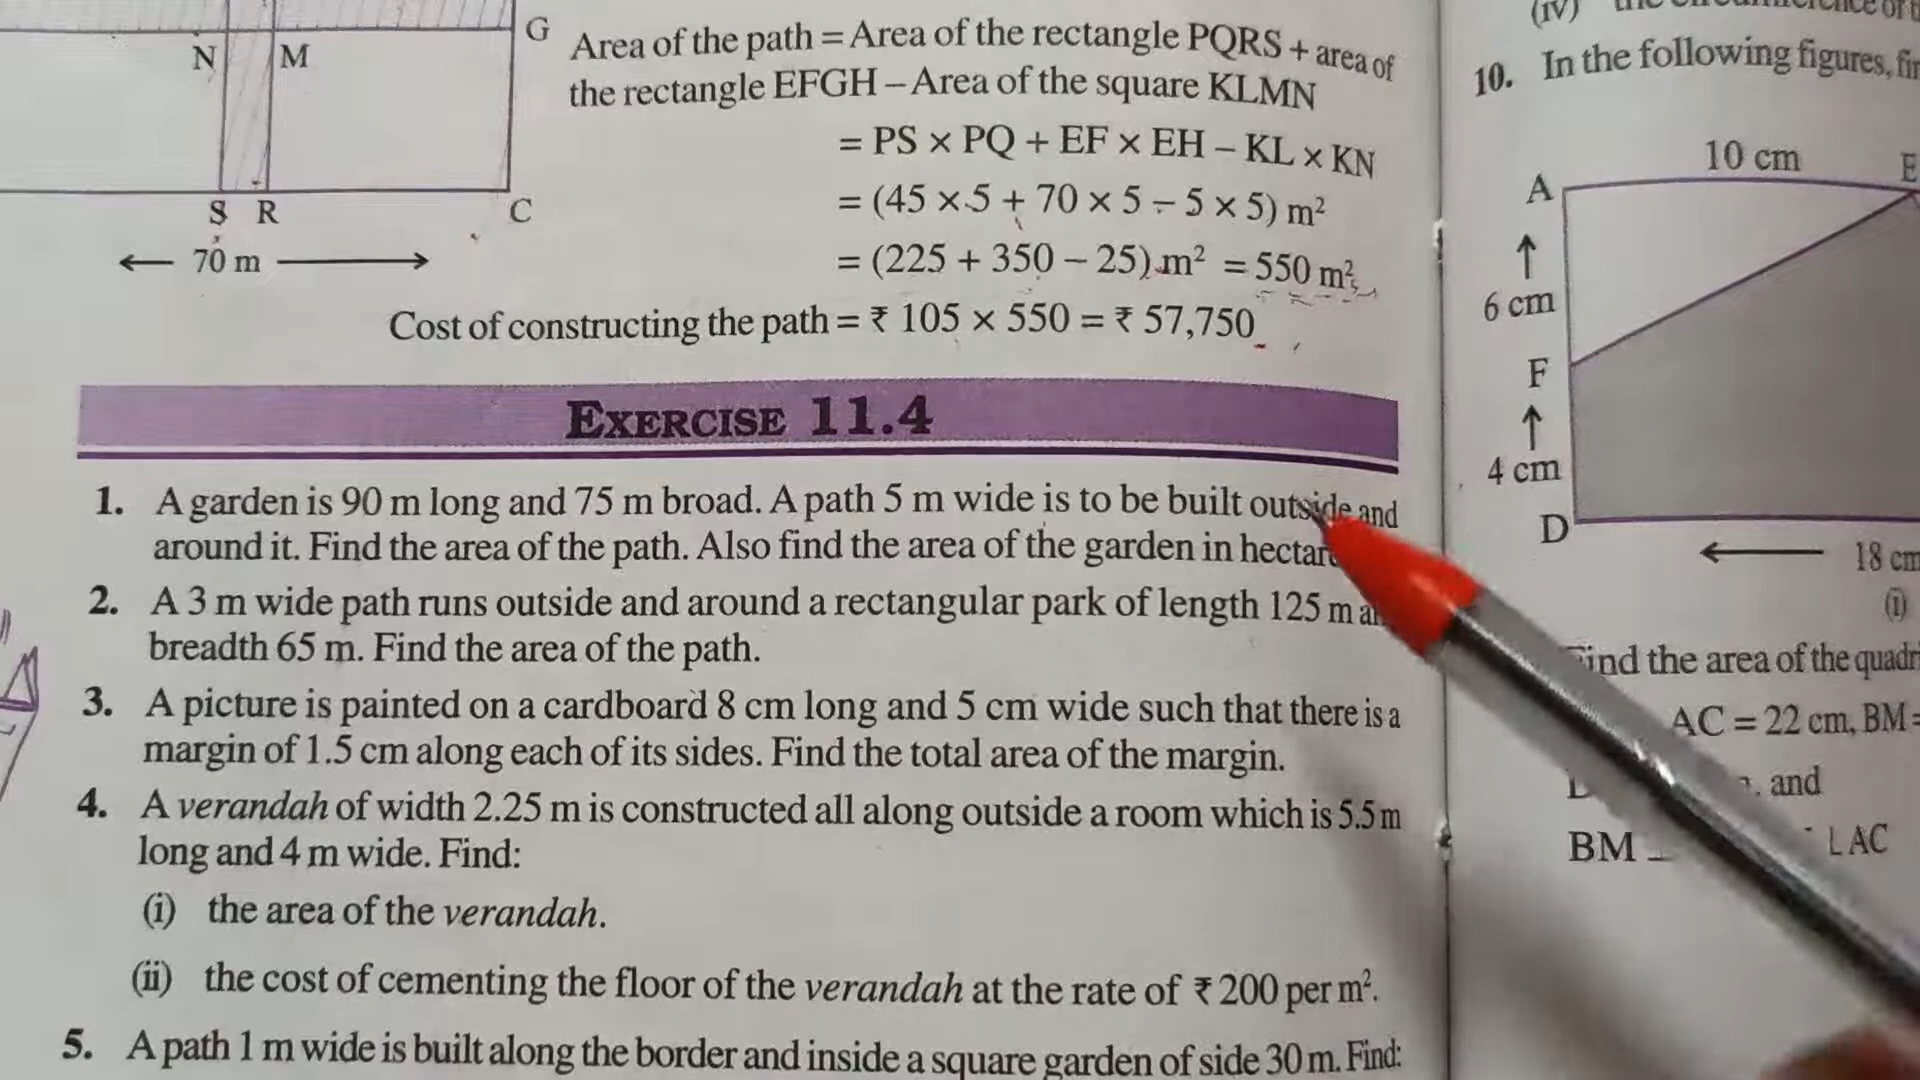 G
N M
S R C
← 70 m →
Area of the path = Area of the rectangle PQRS + area of
the rectangle EFGH – Area of the square KLMN
= PS × PQ + EF × EH – KL × KN
= (45 × 5 + 70 × 5 – 5 × 5) m²
= (225 + 350 – 25) m² = 550 m²
Cost of constructing the path = ₹ 105 × 550 = ₹ 57,750
EXERCISE 11.4
1. A garden is 90 m long and 75 m broad. A path 5 m wide is to be built outside and
around it. Find the area of the path. Also find the area of the garden in
2. A 3 m wide path runs outside and around a rectangular park of length 125 m
breadth 65 m. Find the area of the path.
3. A picture is painted on a cardboard 8 cm long and 5 cm wide such that there is a
margin of 1.5 cm along each of its sides. Find the total area of the margin.
4. A verandah of width 2.25 m is constructed all along outside a room which is 5.5 m
long and 4 m wide. Find:
(i) the area of the verandah.
(ii) the cost of cementing the floor of the verandah at the rate of ₹ 200 per m².
5. A path 1 m wide is built along the border and inside a square garden of side 30 m. Find:
(iv)
10. In the following figures,
10 cm
A E
↑
6 cm
F
↑
4 cm
D
← 18 cm
(i)
the area of the
AC = 22 cm, BM =
and
BM AC